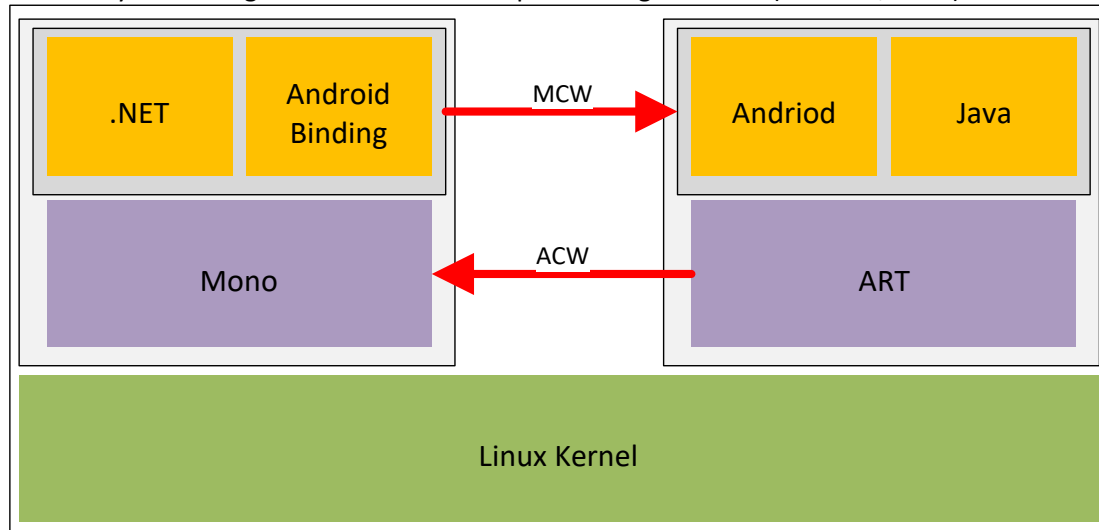 .NET
Android
Binding
MCW
Andriod
Java
Mono
ACW
ART
Linux Kernel